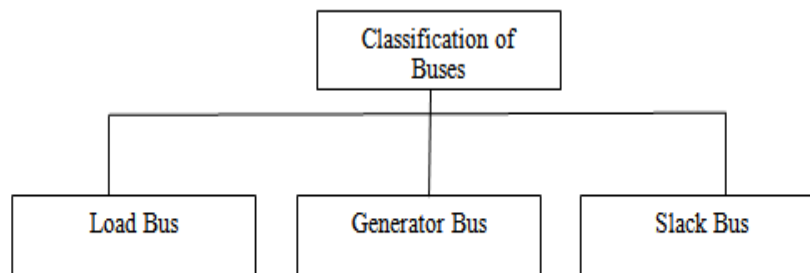 Classification of
Buses
Load Bus
Generator Bus
Slack Bus